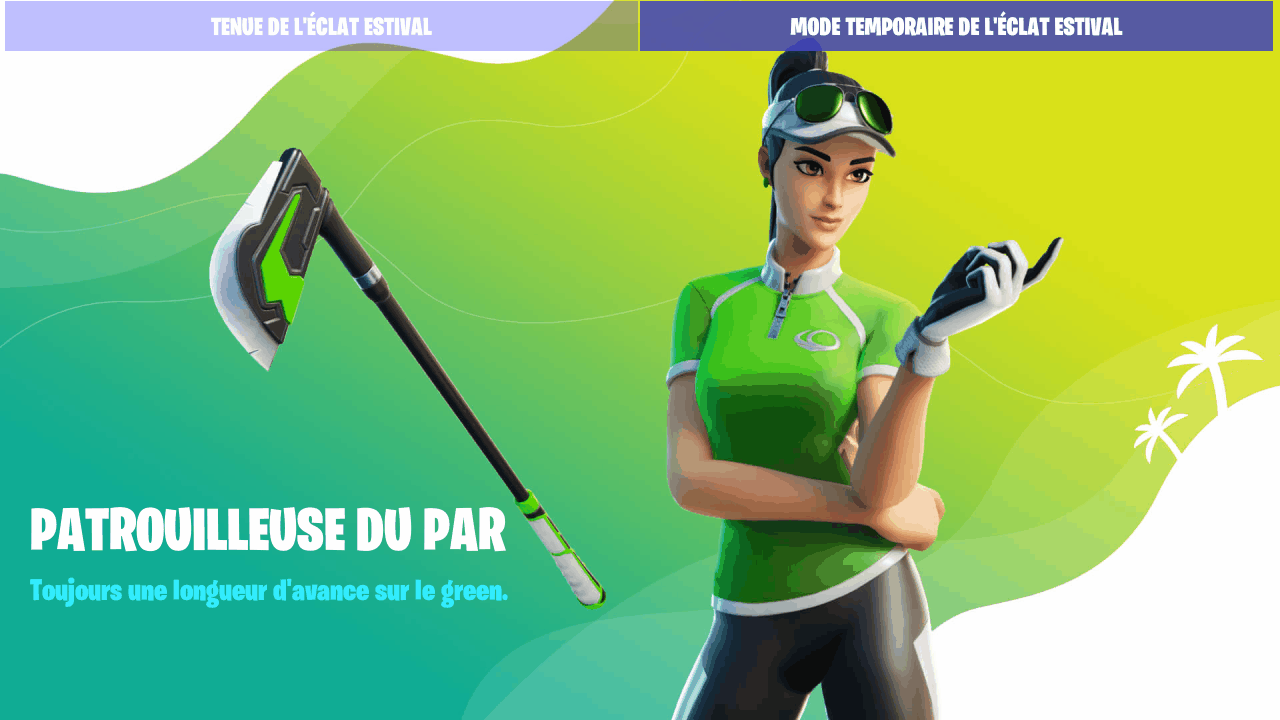 TENUE DE L'ÉCLAT ESTIVAL
MODE TEMPORAIRE DE L'ÉCLAT ESTIVAL
PATROUILLEUSE DU PAR
Toujours une longueur d'avance sur le green.